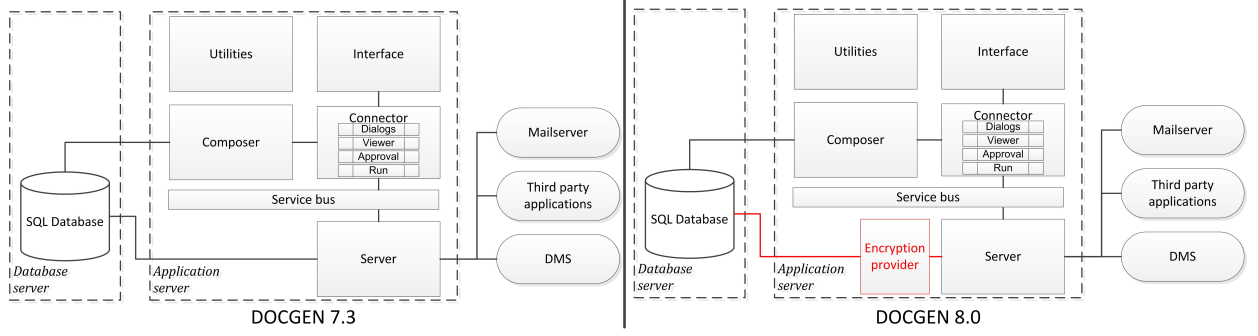 Utilities
Interface
Connector
Dialogs
Viewer
Approval
Run
Composer
Service bus
SQL Database
Server
Mailserver
Third party
applications
DMS
Database
server
Application
server
DOCGEN 7.3
Utilities
Interface
Connector
Dialogs
Viewer
Approval
Run
Composer
Service bus
SQL Database
Encryption
provider
Server
Mailserver
Third party
applications
DMS
Database
server
Application
server
DOCGEN 8.0